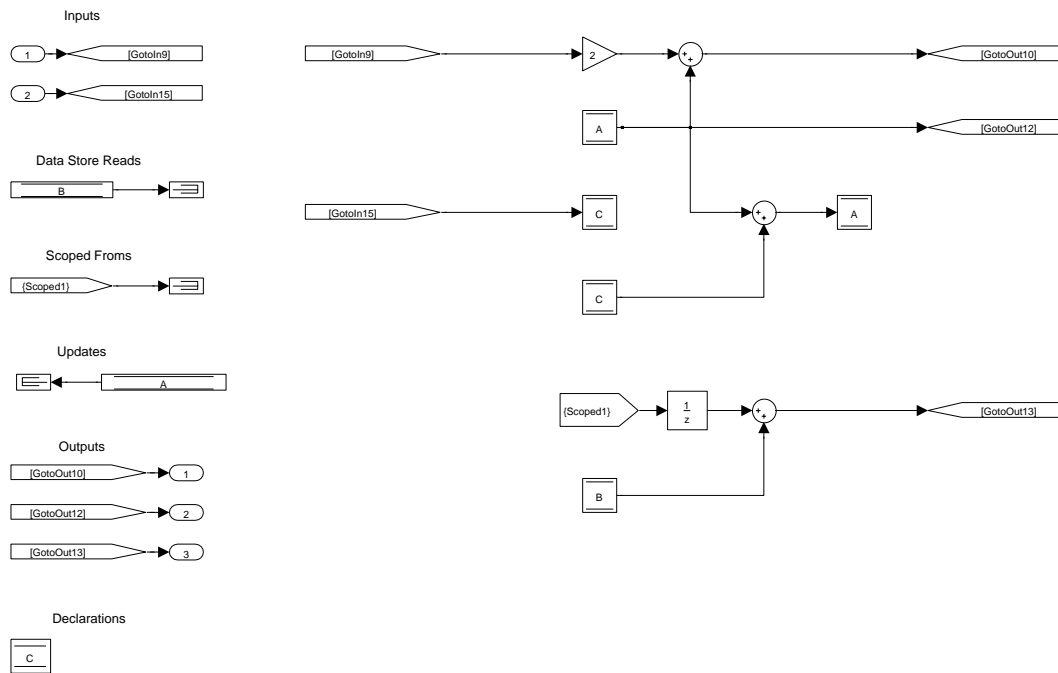 Inputs
1
[GotoIn9]
2
[GotoIn15]
Data Store Reads
B
Scoped Froms
{Scoped1}
Updates
A
Outputs
[GotoOut10]
1
[GotoOut12]
2
[GotoOut13]
3
Declarations
C
[GotoIn9]
2
+
+
[GotoOut10]
A
[GotoOut12]
[GotoIn15]
C
+
+
A
C
{Scoped1}
1
z
+
+
[GotoOut13]
B